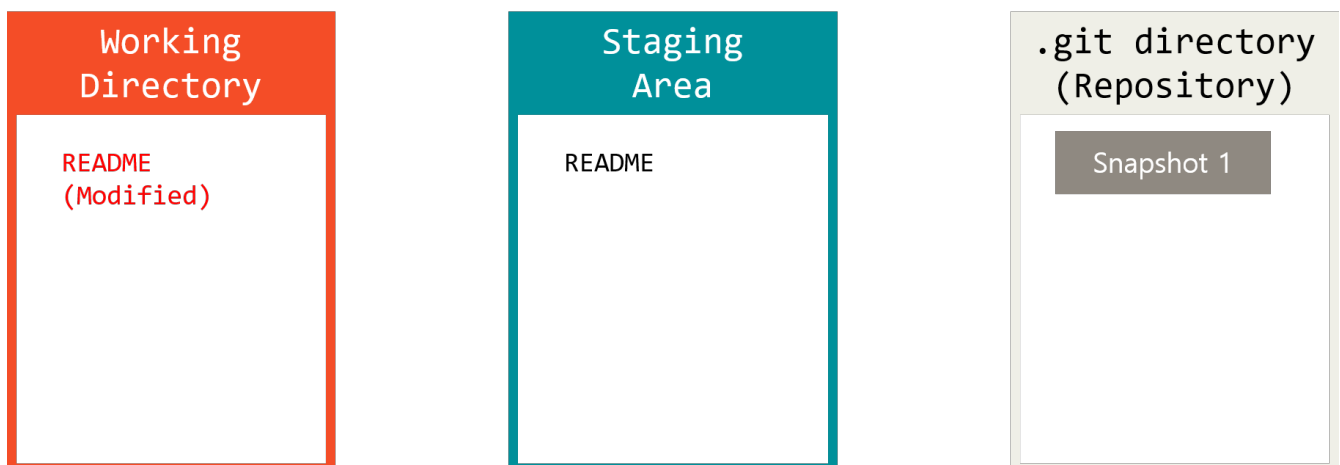 Working
Directory
README
(Modified)
Staging
Area
README
.git directory
(Repository)
Snapshot 1